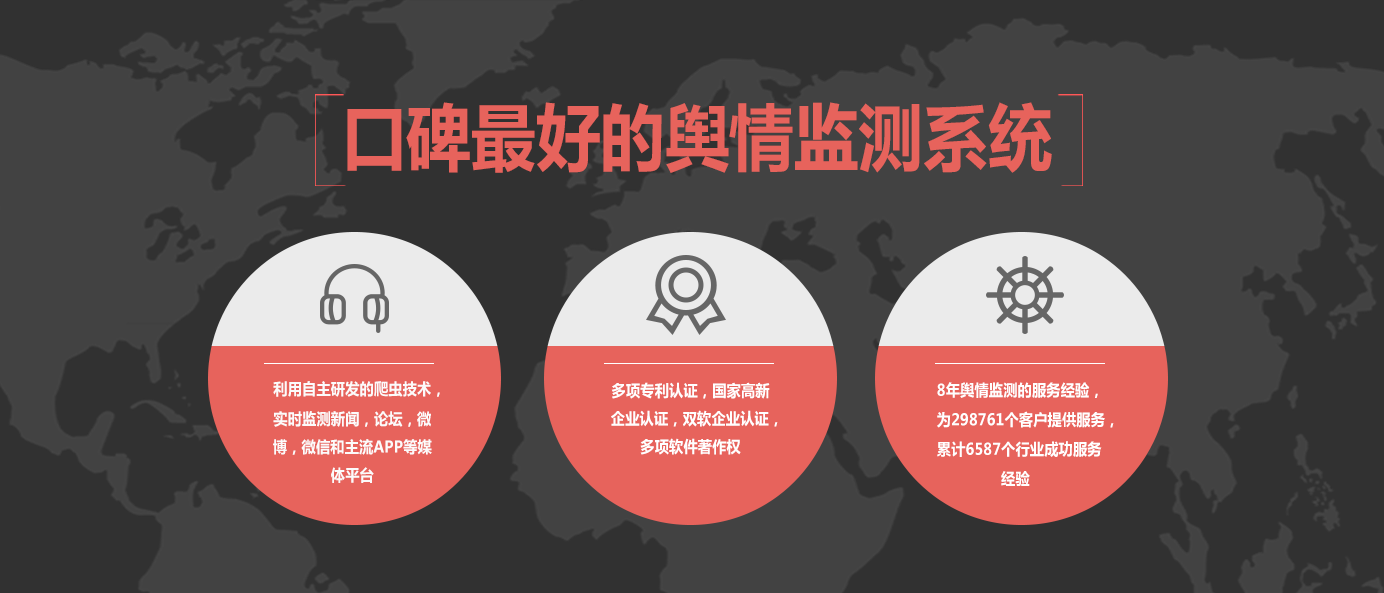 口碑最好的舆情监测系统
利用自主研发的爬虫技术，
实时监测新闻，论坛，微
博，微信和主流APP等媒
体平台
多项专利认证，国家高新
企业认证，双软企业认证，
多项软件著作权
8年舆情监测的服务经验，
为298761个客户提供服务，
累计6587个行业成功服务
经验